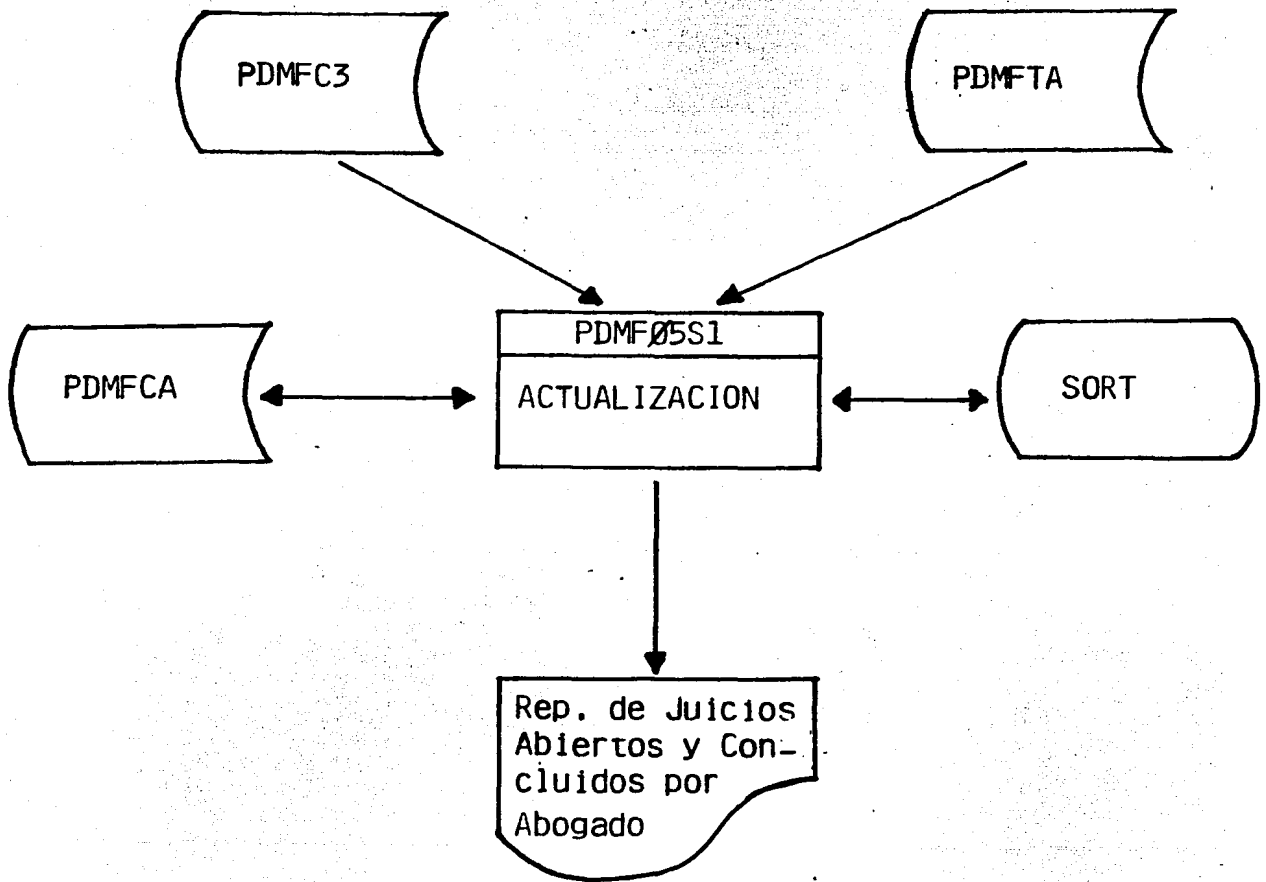 PDMFC3
PDMFTA
PDMFØ5S1
PDMFCA
ACTUALIZACION
SORT
Rep. de Juicios
Abiertos y Con-
cluidos por
Abogado